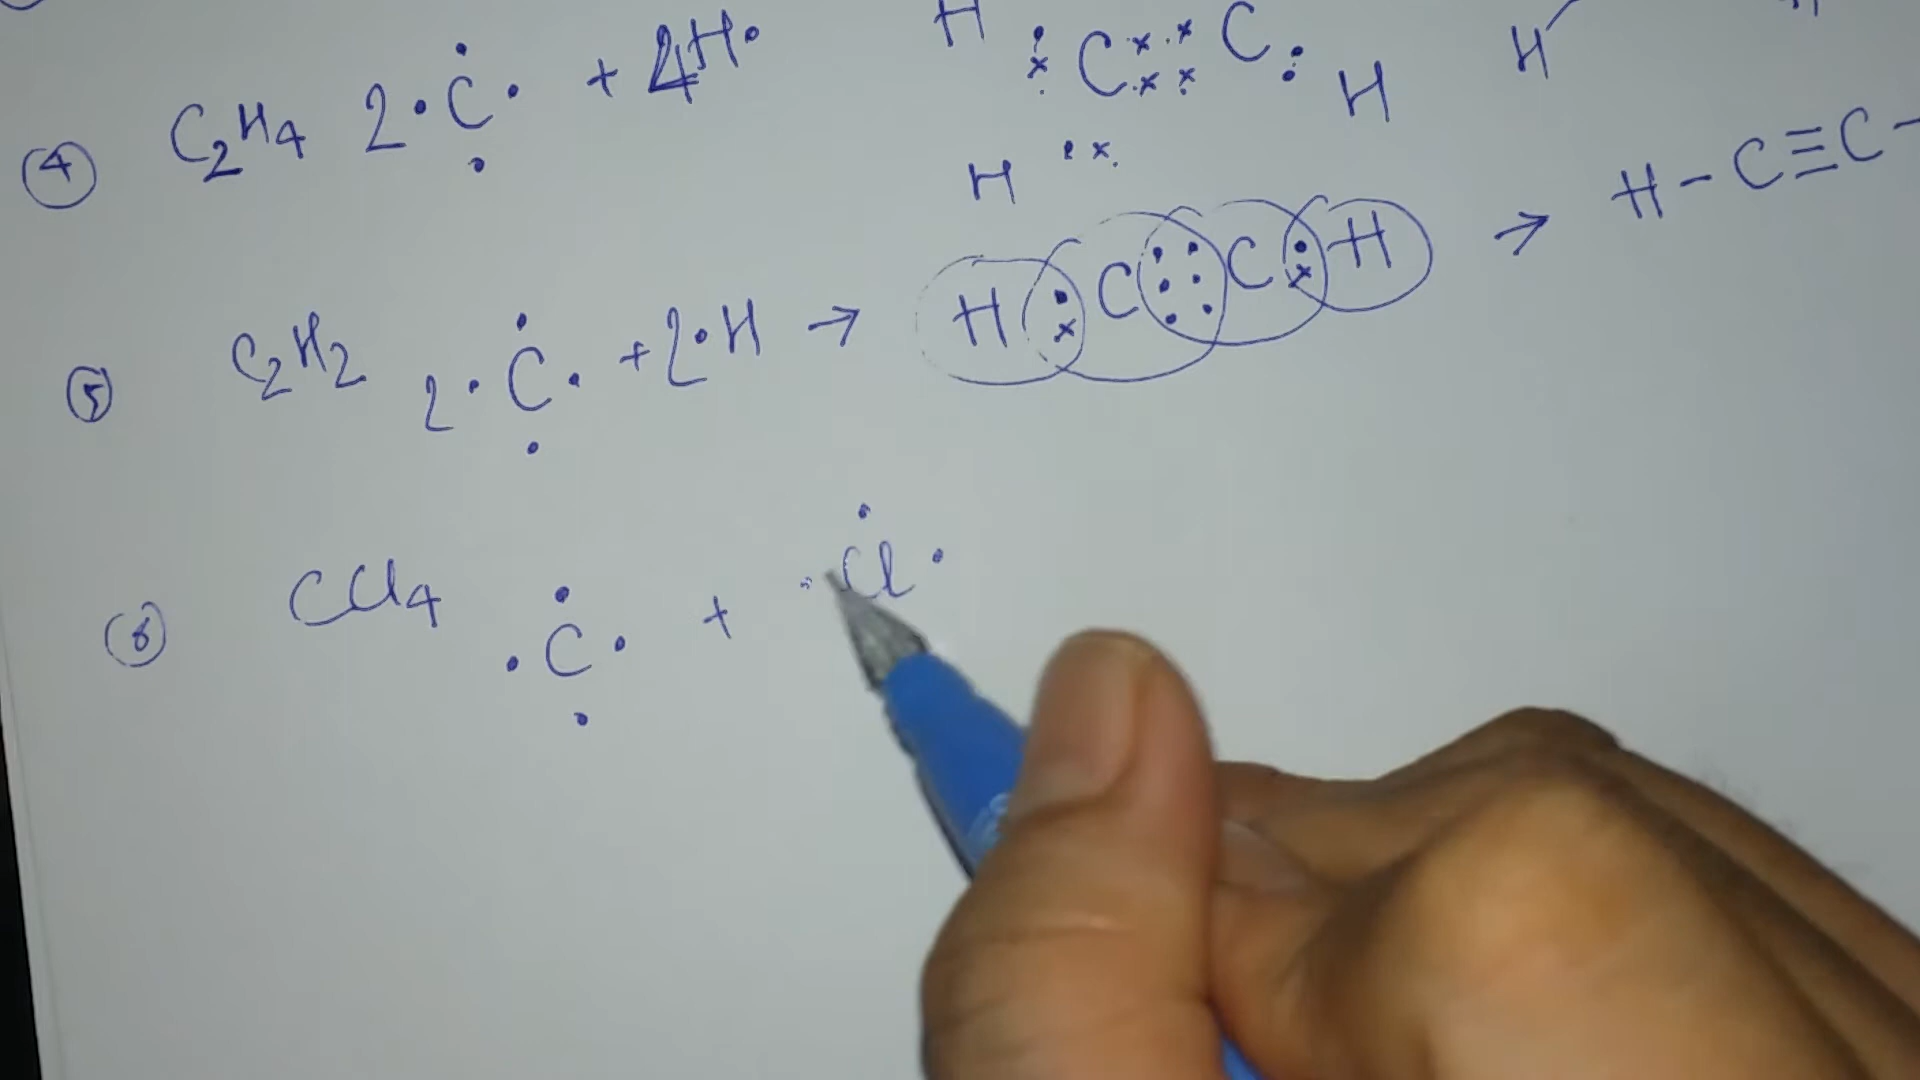 ④ C₂H₄ 2·C· + 4H· H C C H H
H
⑤ C₂H₂ 2·C· + 2·H → H C C H → H-C≡C-
⑥ CCl₄ ·C· + ·Cl·